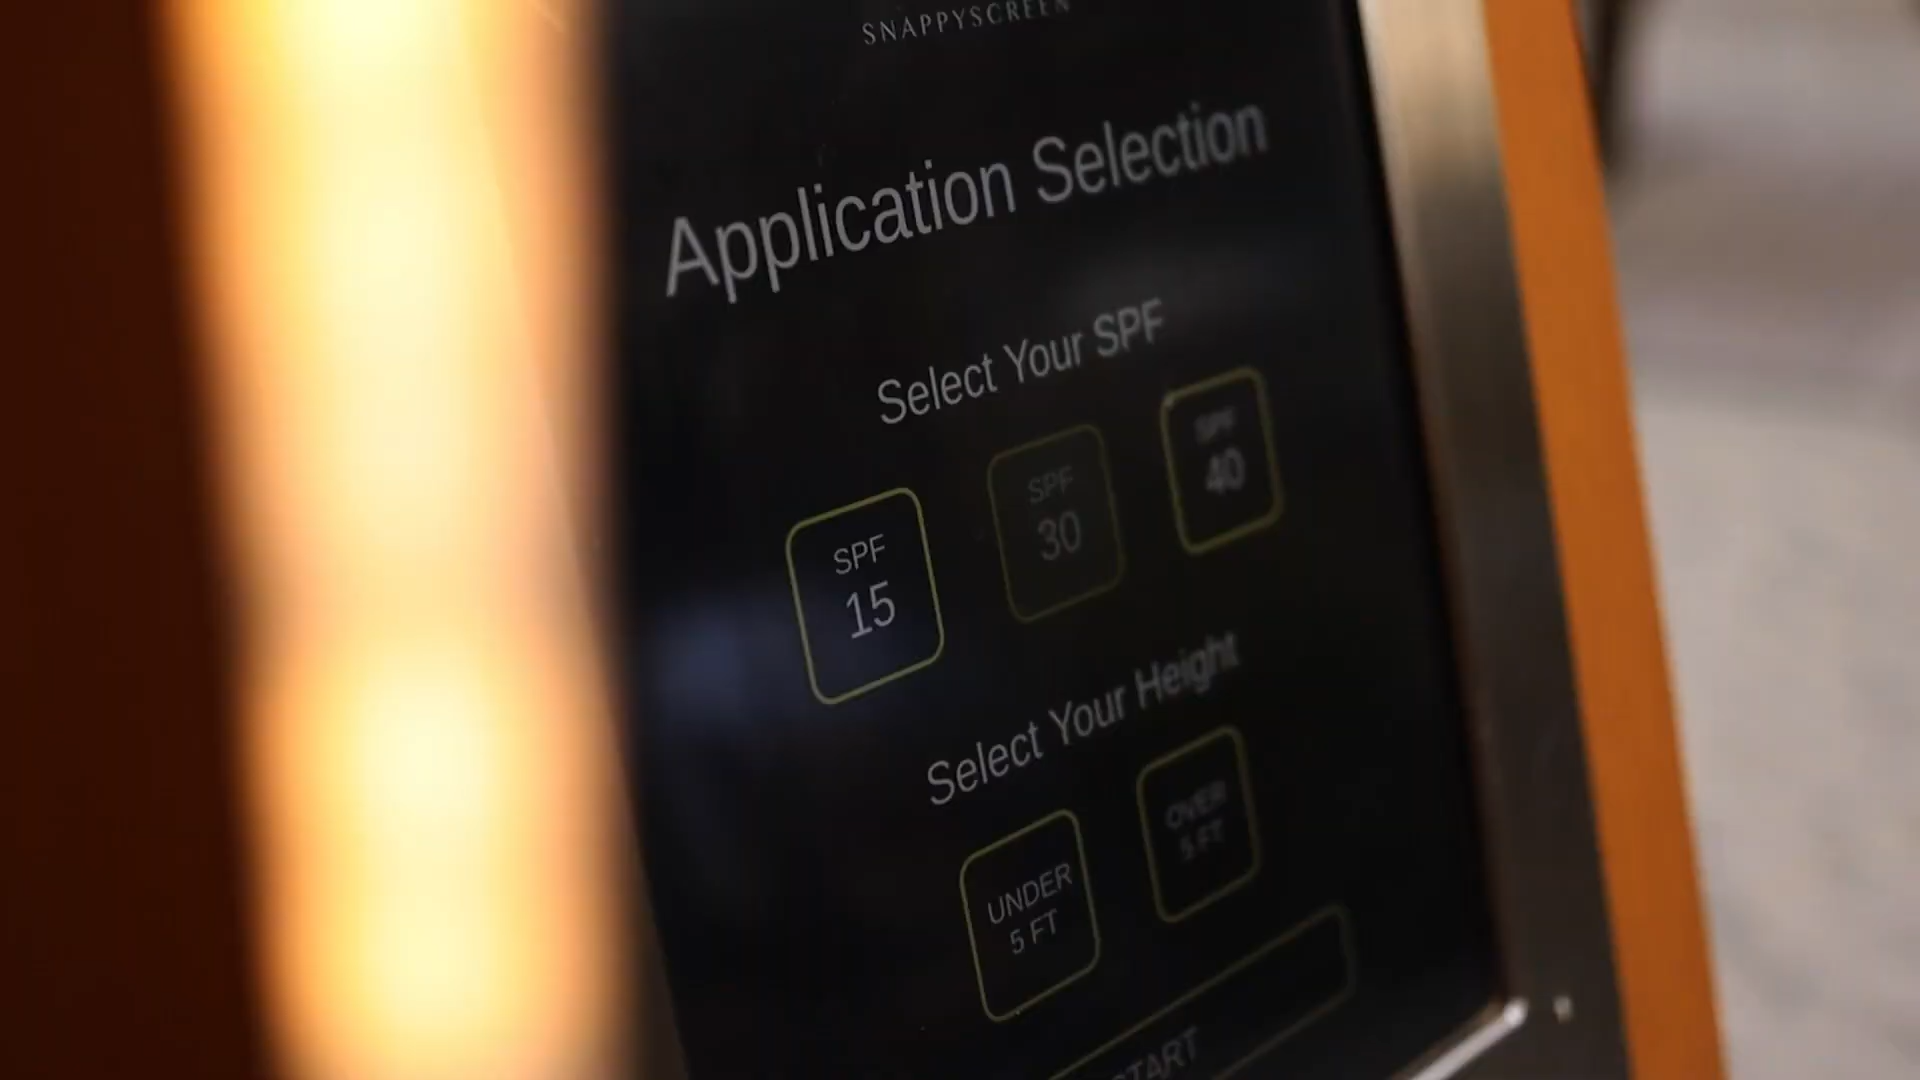 SNAPPYSCREEN
Application Selection
Select Your SPF
SPF
15
SPF
30
SPF
40
Select Your Height
UNDER
5 FT
OVER
5 FT
START